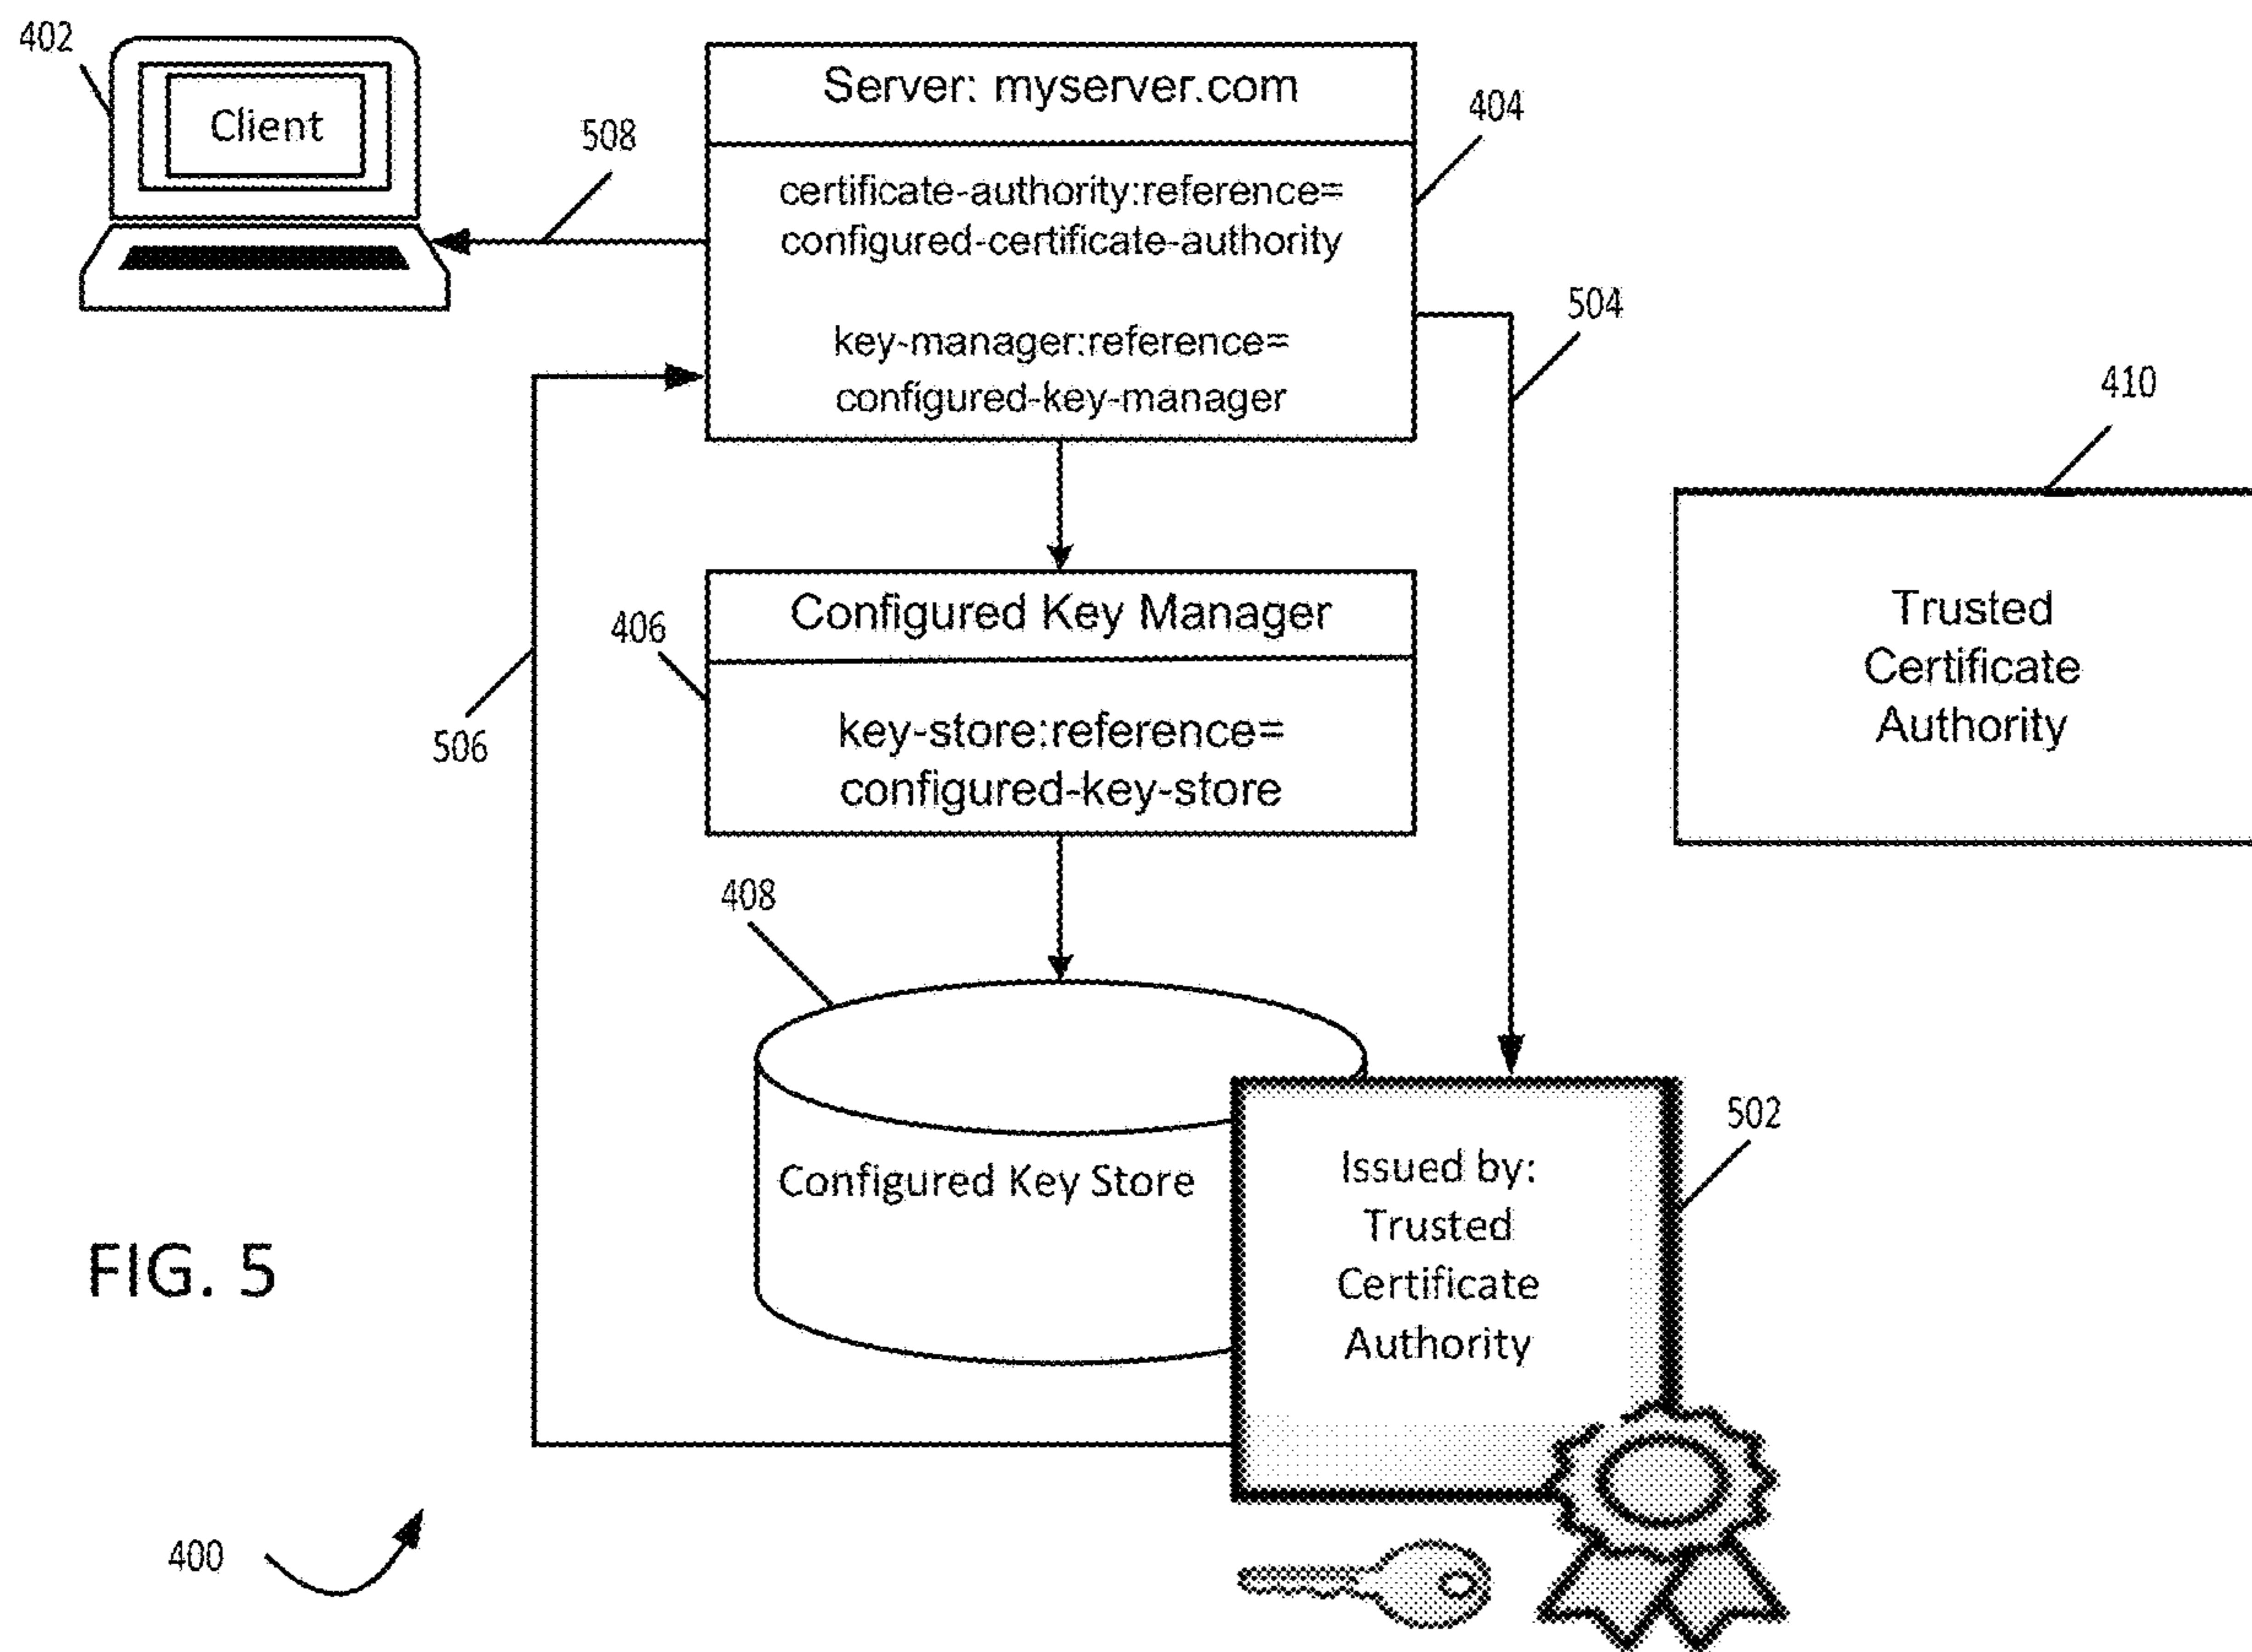 402
Client
508
Server: myserver.com
404
certificate-authority:reference=
configured-certificate-authority
key-manager:reference=
configured-key-manager
504
410
Trusted
Certificate
Authority
506
406
Configured Key Manager
key-store:reference=
configured-key-store
408
Configured Key Store
502
Issued by:
Trusted
Certificate
Authority
FIG. 5
400